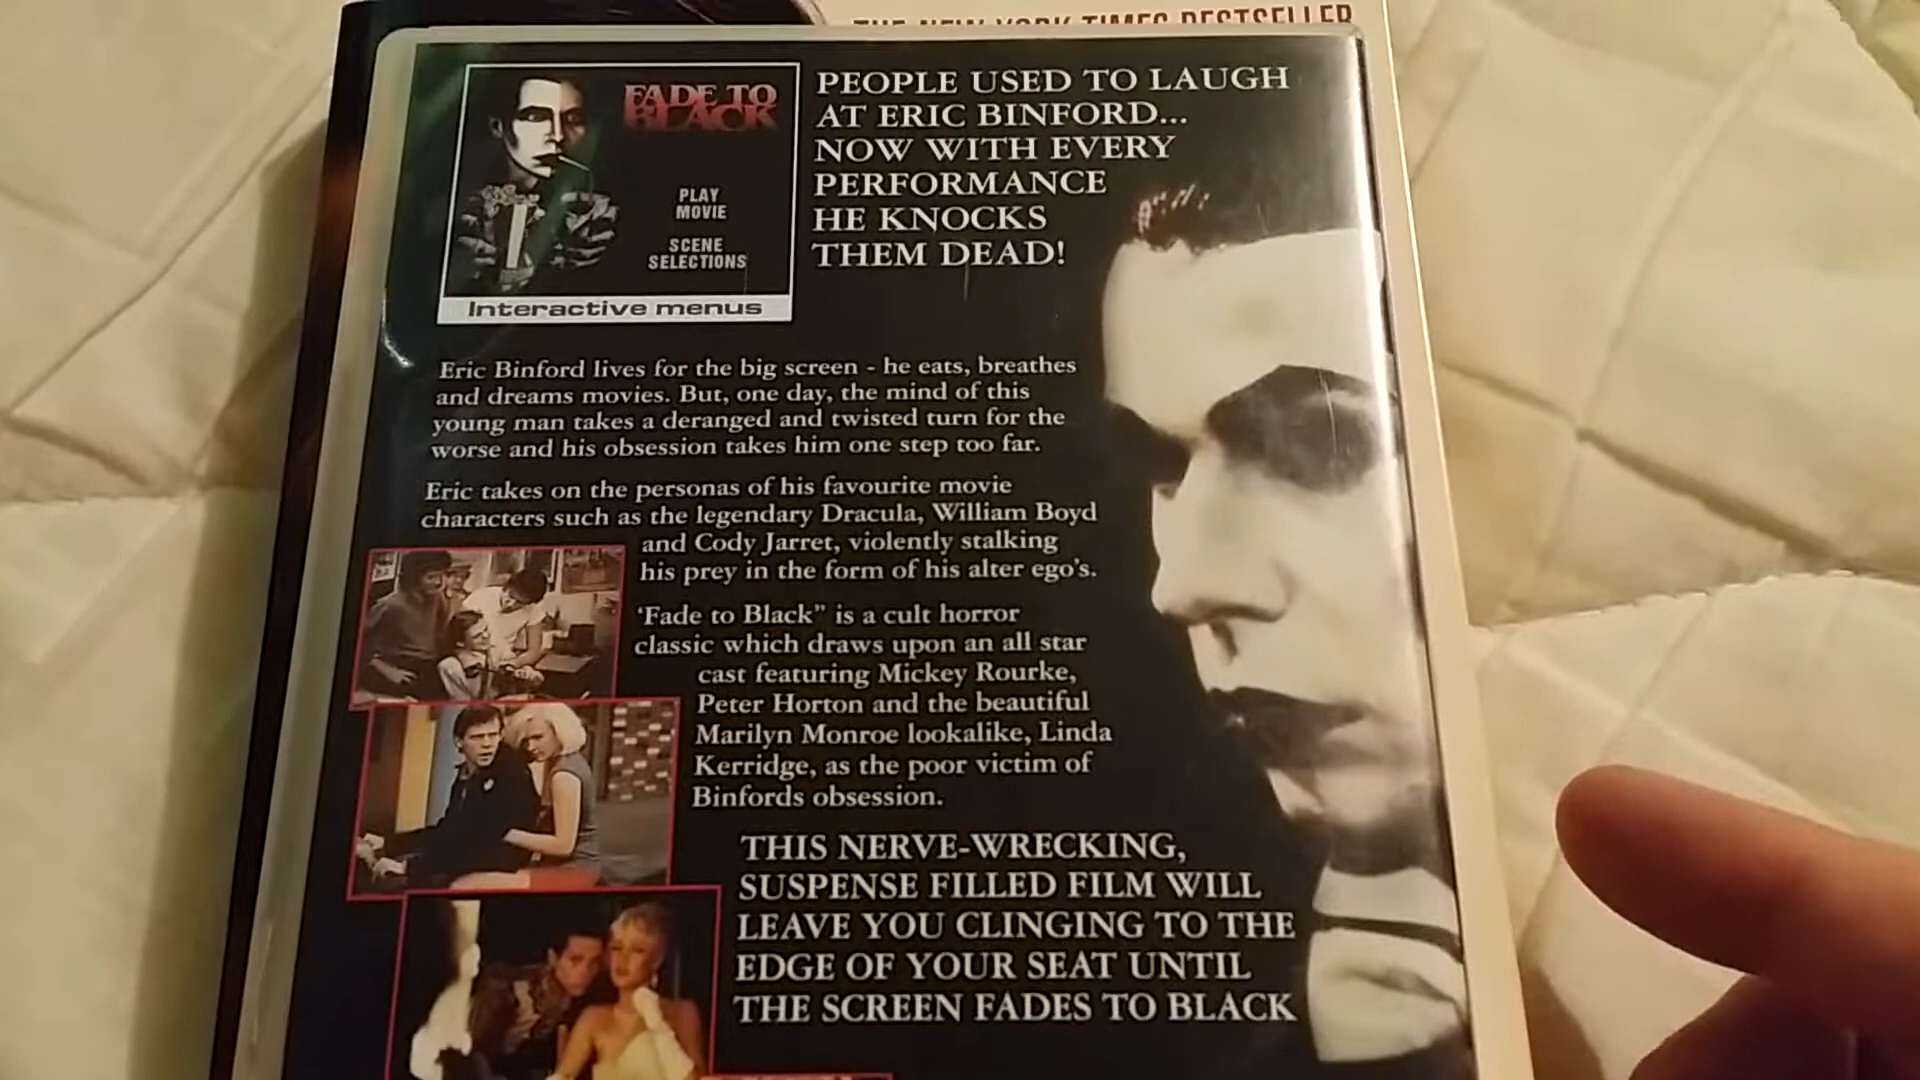 THE NEW YORK TIMES BESTSELLER
FADE TO
BLACK
PLAY
MOVIE
SCENE
SELECTIONS
Interactive menus
PEOPLE USED TO LAUGH
AT ERIC BINFORD...
NOW WITH EVERY
PERFORMANCE
HE KNOCKS
THEM DEAD!
Eric Binford lives for the big screen - he eats, breathes
and dreams movies. But, one day, the mind of this
young man takes a deranged and twisted turn for the
worse and his obsession takes him one step too far.
Eric takes on the personas of his favourite movie
characters such as the legendary Dracula, William Boyd
and Cody Jarret, violently stalking
his prey in the form of his alter ego's.
'Fade to Black" is a cult horror
classic which draws upon an all star
cast featuring Mickey Rourke,
Peter Horton and the beautiful
Marilyn Monroe lookalike, Linda
Kerridge, as the poor victim of
Binfords obsession.
THIS NERVE-WRECKING,
SUSPENSE FILLED FILM WILL
LEAVE YOU CLINGING TO THE
EDGE OF YOUR SEAT UNTIL
THE SCREEN FADES TO BLACK